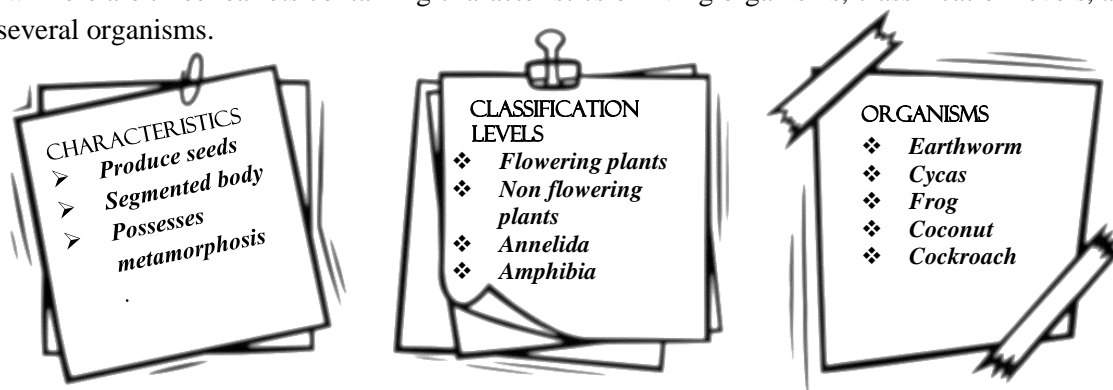 several organisms.
CHARACTERISTICS
➢ Produce seeds
➢ Segmented body
➢ Possesses
metamorphosis
.
CLASSIFICATION
LEVELS
❖ Flowering plants
❖ Non flowering
plants
❖ Annelida
❖ Amphibia
ORGANISMS
❖ Earthworm
❖ Cycas
❖ Frog
❖ Coconut
❖ Cockroach